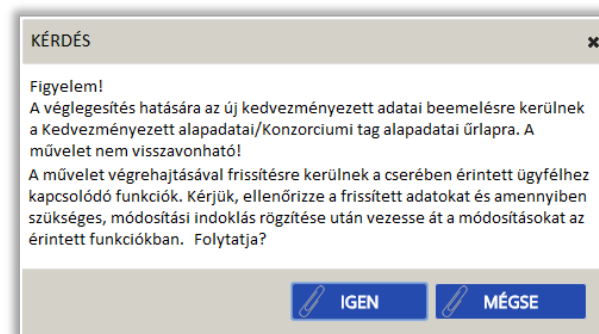 KÉRDÉS
Figyelem!
A véglegesítés hatására az új kedvezményezett adatai beemelésre kerülnek
a Kedvezményezett alapadatai/Konzorciumi tag alapadatai űrlapra. A
művelet nem visszavonható!
A művelet végrehajtásával frissítésre kerülnek a cserében érintett ügyfélhez
kapcsolódó funkciók. Kérjük, ellenőrizze a frissített adatokat és amennyiben
szükséges, módosítási indoklás rögzítése után vezesse át a módosításokat az
érintett funkciókban. Folytatja?
IGEN
MÉGSE